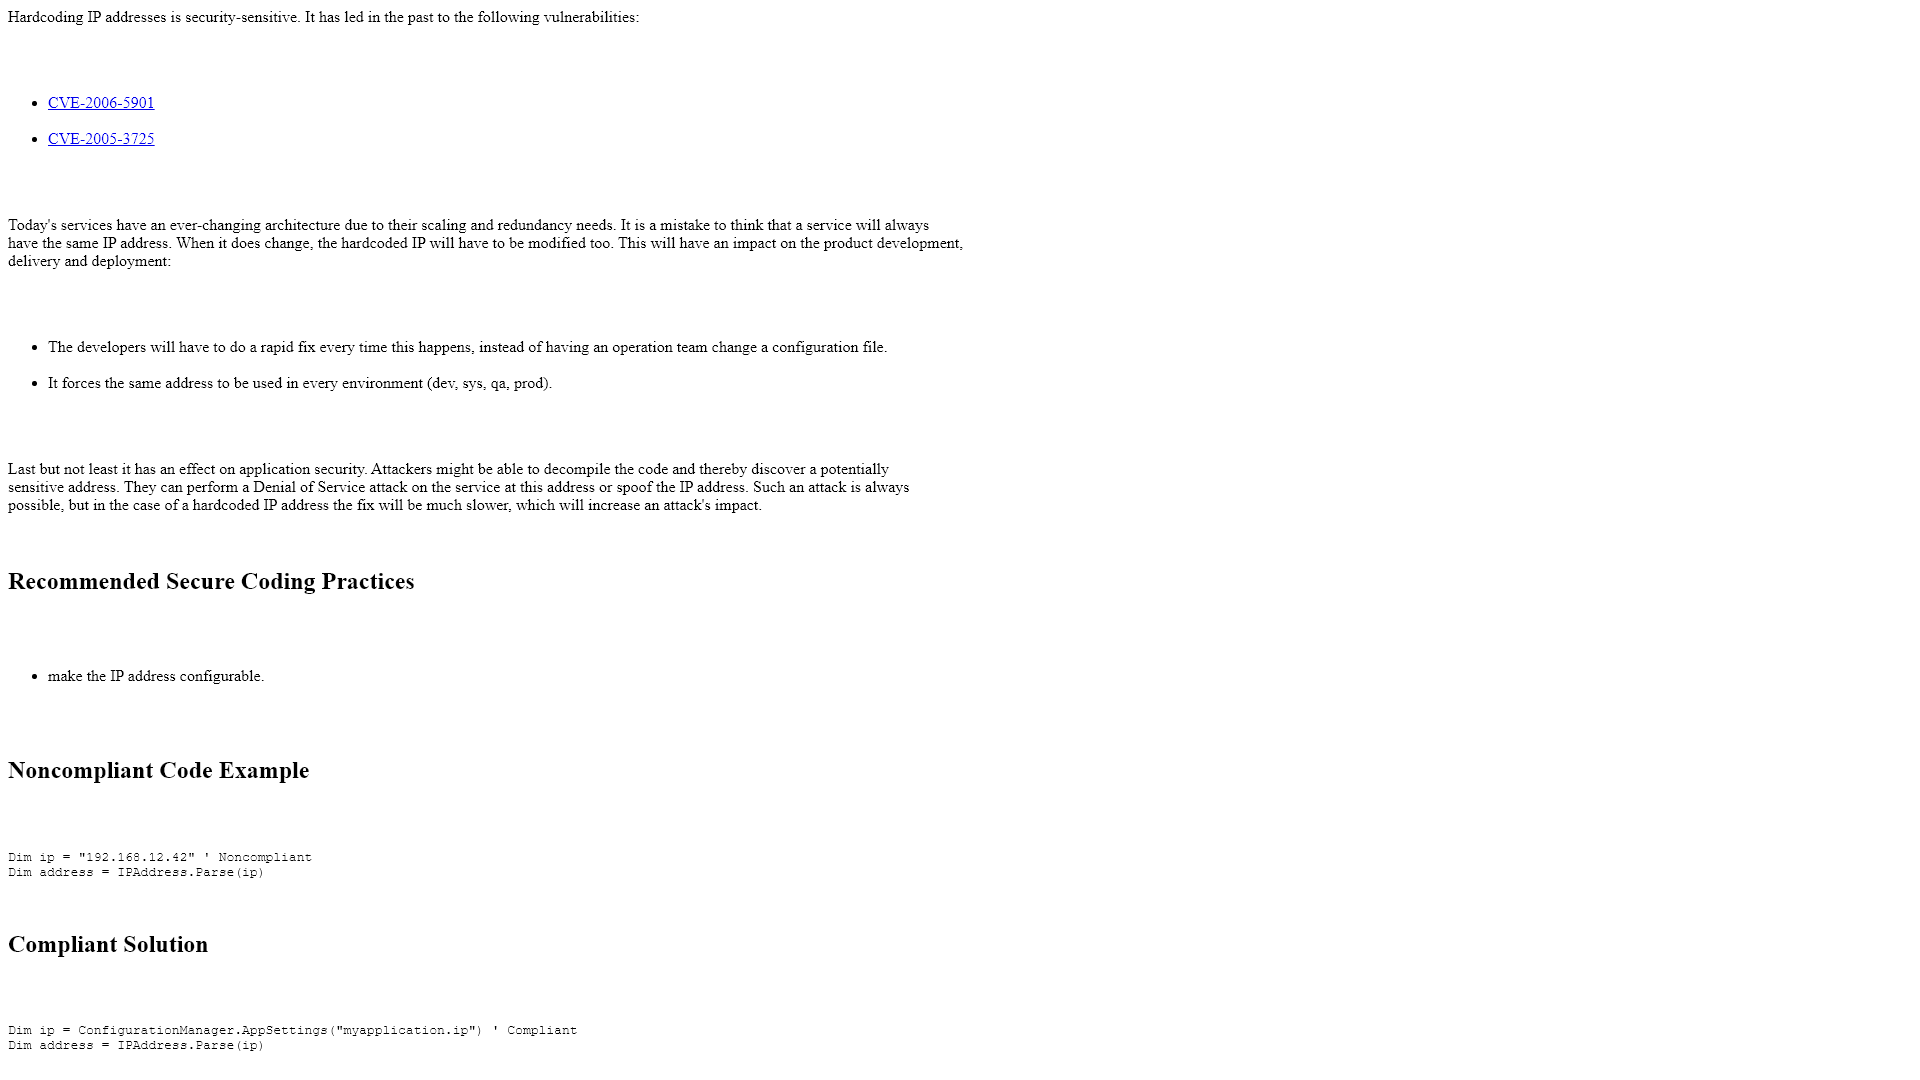 Hardcoding IP addresses is security-sensitive. It has led in the past to the following vulnerabilities:
CVE-2006-5901
CVE-2005-3725
Today's services have an ever-changing architecture due to their scaling and redundancy needs. It is a mistake to think that a service will always
have the same IP address. When it does change, the hardcoded IP will have to be modified too. This will have an impact on the product development,
delivery and deployment:
The developers will have to do a rapid fix every time this happens, instead of having an operation team change a configuration file.
It forces the same address to be used in every environment (dev, sys, qa, prod).
Last but not least it has an effect on application security. Attackers might be able to decompile the code and thereby discover a potentially
sensitive address. They can perform a Denial of Service attack on the service at this address or spoof the IP address. Such an attack is always
possible, but in the case of a hardcoded IP address the fix will be much slower, which will increase an attack's impact.
Recommended Secure Coding Practices
make the IP address configurable.
Noncompliant Code Example
Dim ip = "192.168.12.42" ' Noncompliant
Dim address = IPAddress.Parse(ip)
Compliant Solution
Dim ip = ConfigurationManager.AppSettings("myapplication.ip") ' Compliant
Dim address = IPAddress.Parse(ip)